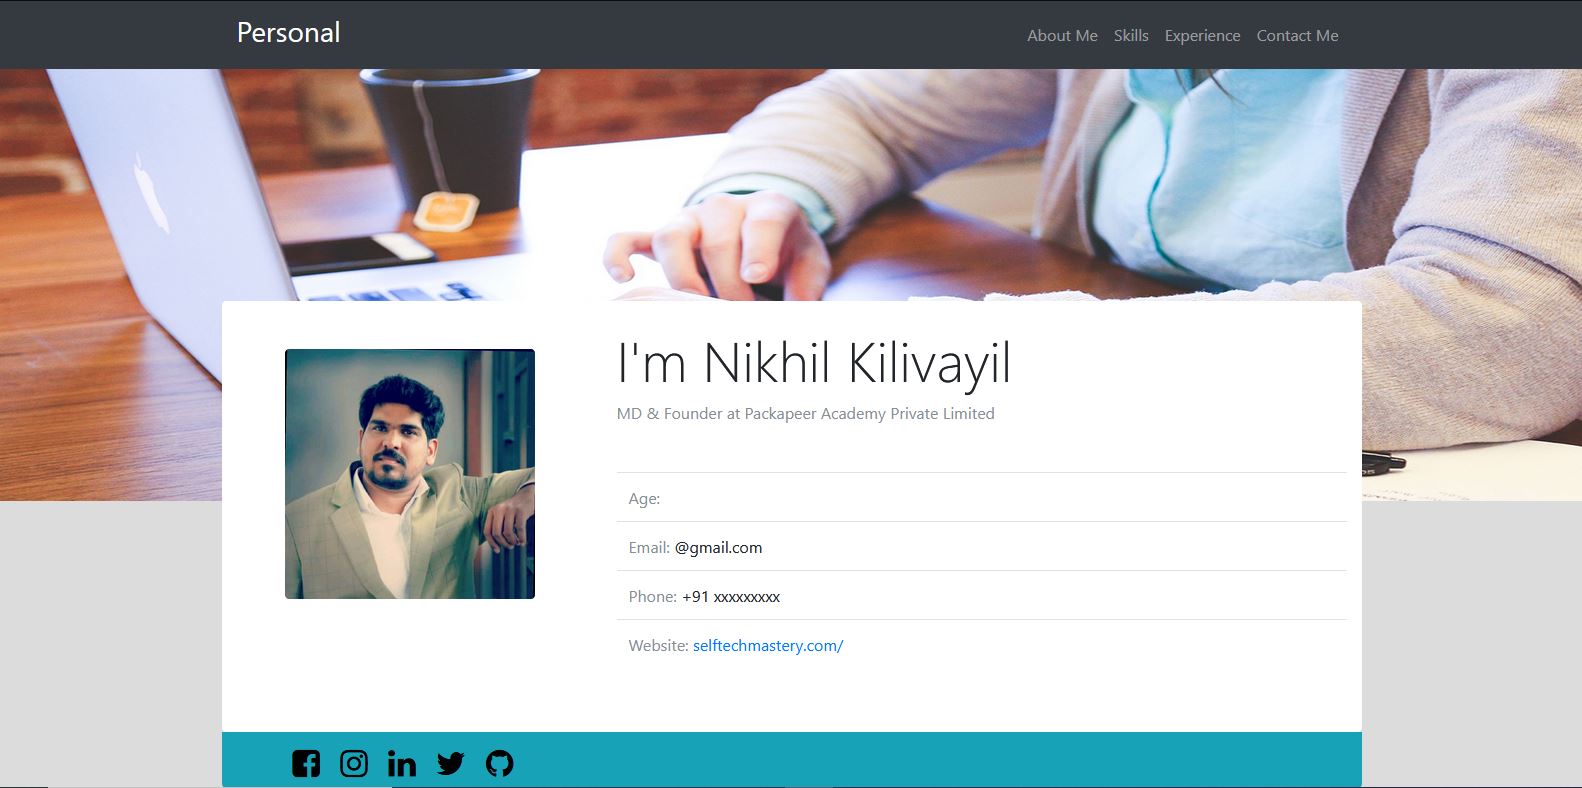 Personal
About Me Skills Experience Contact Me
I'm Nikhil Kilivayil
MD & Founder at Packapeer Academy Private Limited
Age:
Email: @gmail.com
Phone: +91 xxxxxxxxx
Website: selftechmastery.com/